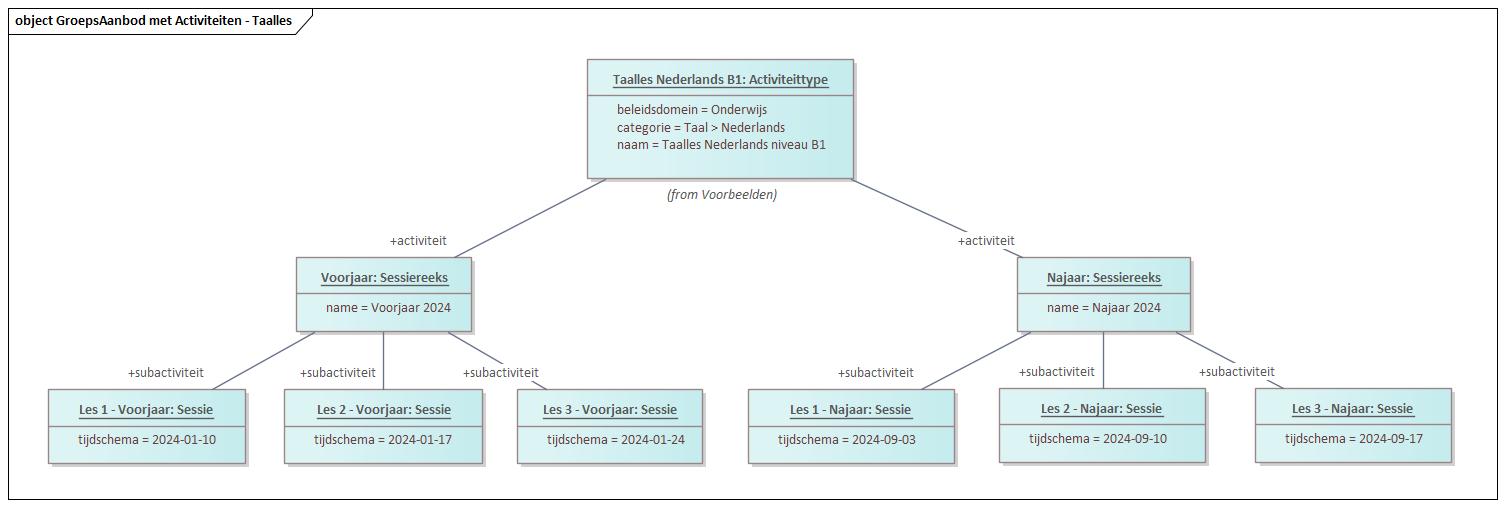 object GroepsAanbod met Activiteiten - Taalles
Taalles Nederlands B1: Activiteittype
beleidsdomein = Onderwijs
categorie = Taal > Nederlands
naam = Taalles Nederlands niveau B1
(from Voorbeelden)
+activiteit
+activiteit
Voorjaar: Sessiereeks
name = Voorjaar 2024
Najaar: Sessiereeks
name = Najaar 2024
+subactiviteit
+subactiviteit
+subactiviteit
+subactiviteit
+subactiviteit
+subactiviteit
Les 1 - Voorjaar: Sessie
tijdschema = 2024-01-10
Les 2 - Voorjaar: Sessie
tijdschema = 2024-01-17
Les 3 - Voorjaar: Sessie
tijdschema = 2024-01-24
Les 1 - Najaar: Sessie
tijdschema = 2024-09-03
Les 2 - Najaar: Sessie
tijdschema = 2024-09-10
Les 3 - Najaar: Sessie
tijdschema = 2024-09-17